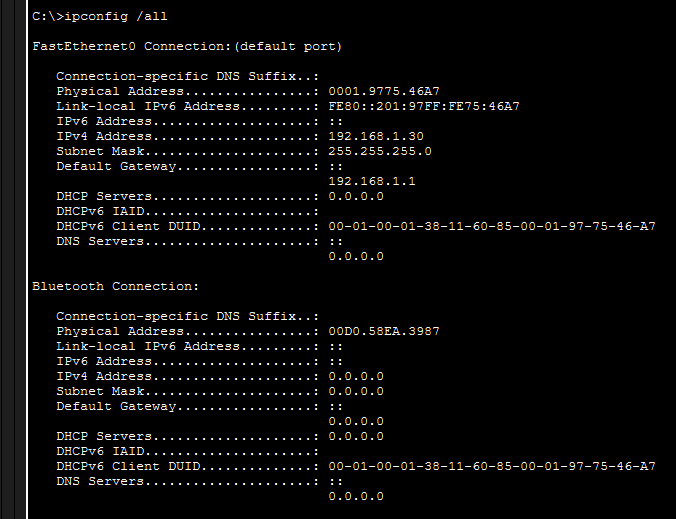 C:\>ipconfig /all
FastEthernet0 Connection:(default port)
Connection-specific DNS Suffix..:
Physical Address................: 0001.9775.46A7
Link-local IPv6 Address.........: FE80::201:97FF:FE75:46A7
IPv6 Address....................: ::
IPv4 Address....................: 192.168.1.30
Subnet Mask.....................: 255.255.255.0
Default Gateway.................: ::
192.168.1.1
DHCP Servers....................: 0.0.0.0
DHCPv6 IAID.....................:
DHCPv6 Client DUID..............: 00-01-00-01-38-11-60-85-00-01-97-75-46-A7
DNS Servers.....................: ::
0.0.0.0
Bluetooth Connection:
Connection-specific DNS Suffix..:
Physical Address................: 00D0.58EA.3987
Link-local IPv6 Address.........: ::
IPv6 Address....................: ::
IPv4 Address....................: 0.0.0.0
Subnet Mask.....................: 0.0.0.0
Default Gateway.................: ::
0.0.0.0
DHCP Servers....................: 0.0.0.0
DHCPv6 IAID.....................:
DHCPv6 Client DUID..............: 00-01-00-01-38-11-60-85-00-01-97-75-46-A7
DNS Servers.....................: ::
0.0.0.0